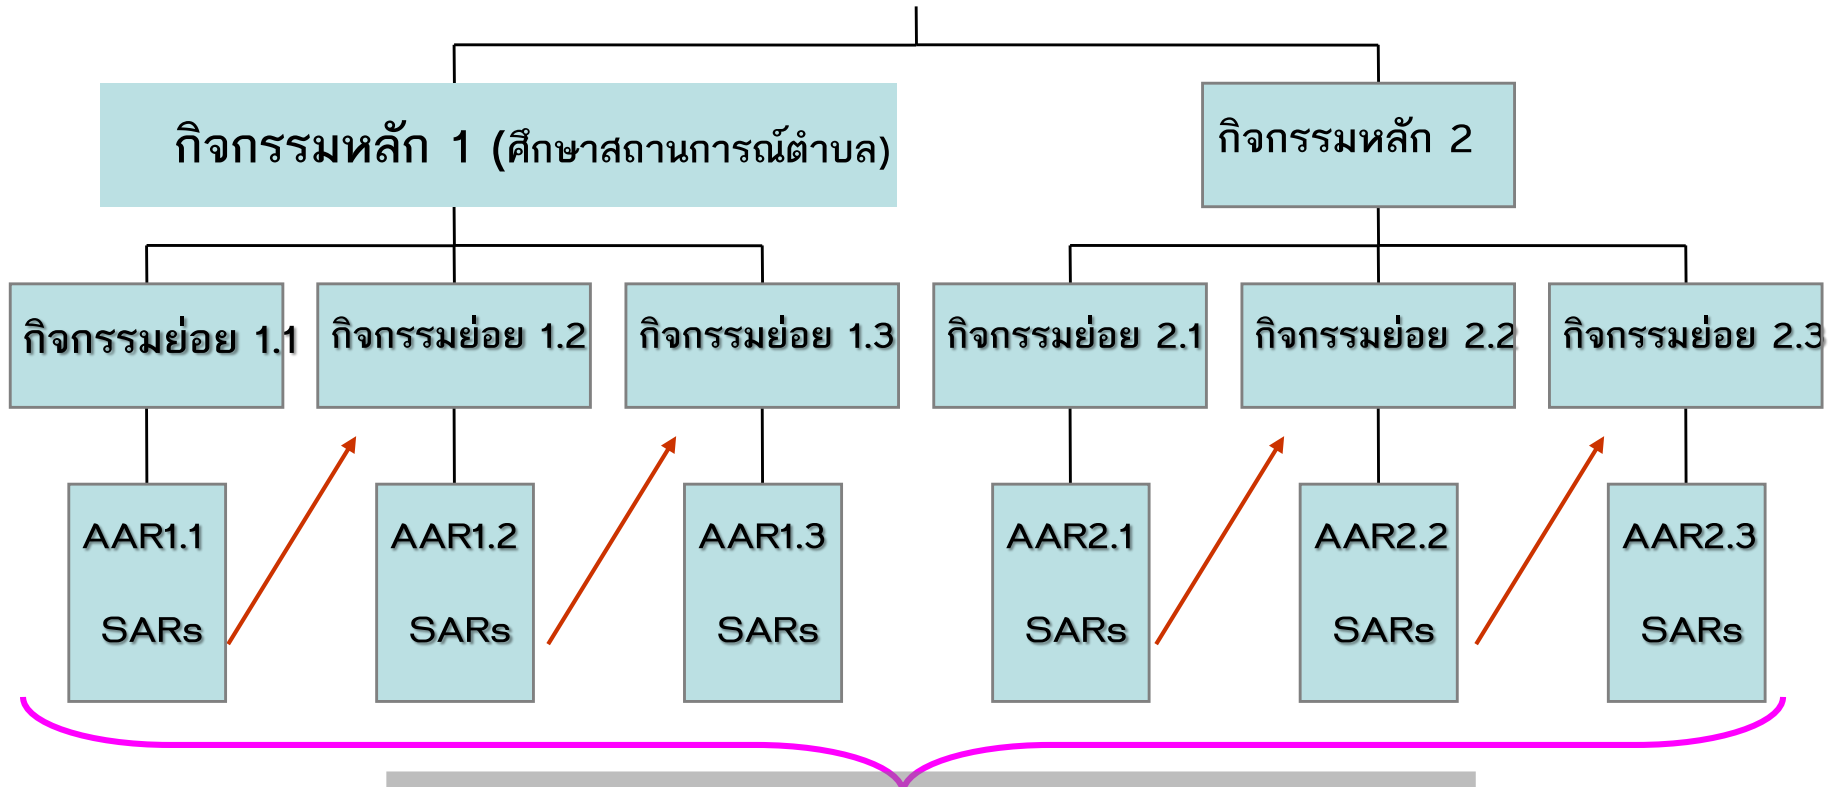 กิจกรรมหลัก 1 (ศึกษาสถานการณ์ตำบล)
กิจกรรมหลัก 2
กิจกรรมย่อย 1.1
กิจกรรมย่อย 1.2
กิจกรรมย่อย 1.3
กิจกรรมย่อย 2.1
กิจกรรมย่อย 2.2
กิจกรรมย่อย 2.3
AAR1.1
SARs
AAR1.2
SARs
AAR1.3
SARs
AAR2.1
SARs
AAR2.2
SARs
AAR2.3
SARs